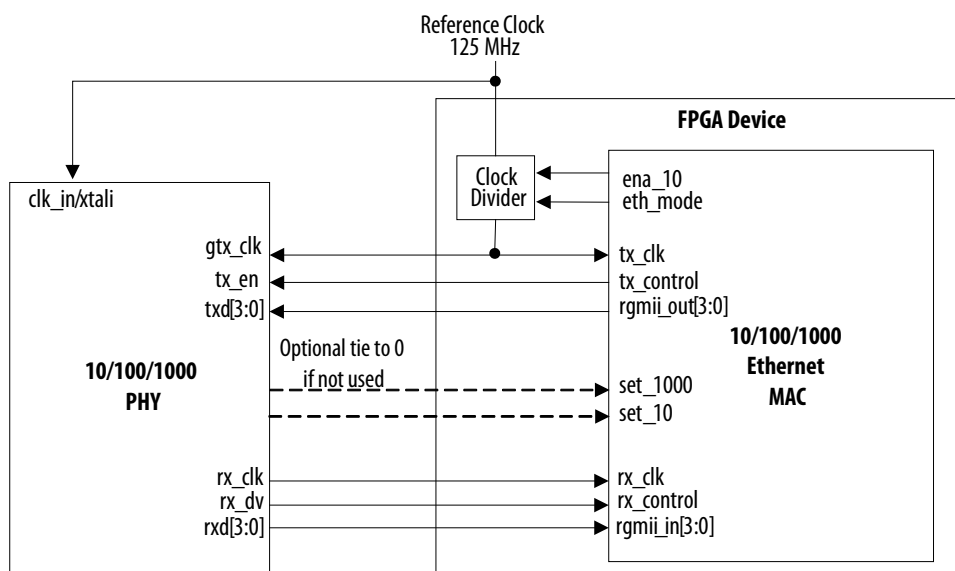 Reference Clock
125 MHz
FPGA Device
clk_in/xtali
Clock
Divider
ena_10
eth_mode
gtx_clk
tx_en
txd[3:0]
tx_clk
tx_control
rgmii_out[3:0]
10/100/1000
PHY
Optional tie to 0
if not used
10/100/1000
Ethernet
MAC
set_1000
set_10
rx_clk
rx_dv
rxd[3:0]
rx_clk
rx_control
rgmii_in[3:0]